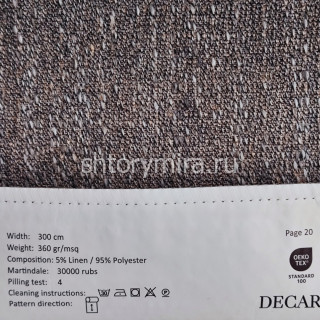 shtorymira.ru
Width: 300 cm
Page 20
Weight: 360 gr/msq
Composition: 5% Linen / 95% Polyester
Martindale: 30000 rubs
Pilling test: 4
Cleaning instructions:
Pattern direction:
OEKO
TEX®
STANDARD
100
DECAR